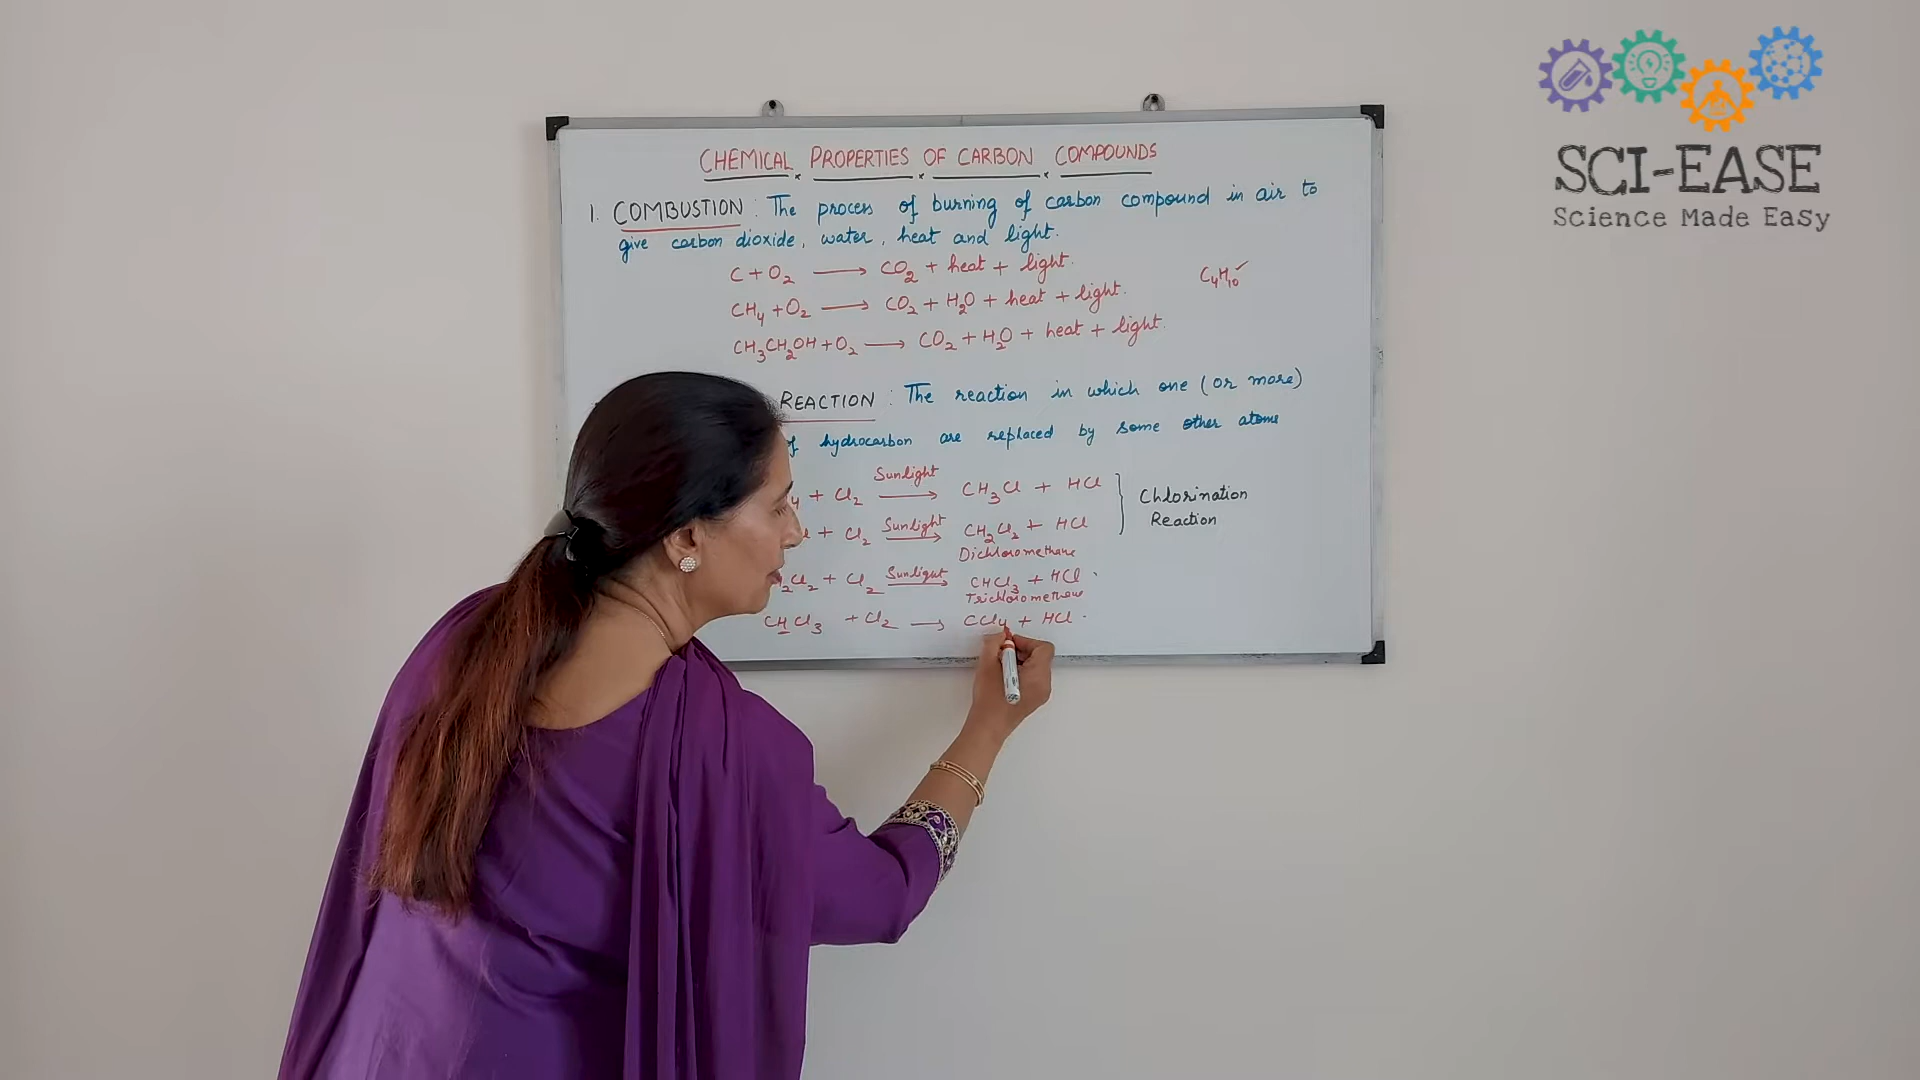 SCI-EASE
Science Made Easy
CHEMICAL PROPERTIES OF CARBON COMPOUNDS
1. COMBUSTION : The process of burning of carbon compound in air to
give carbon dioxide, water, heat and light.
C + O₂ → CO₂ + heat + light.
C₄H₁₀ ✓
CH₄ + O₂ → CO₂ + H₂O + heat + light.
CH₃CH₂OH + O₂ → CO₂ + H₂O + heat + light.
REACTION : The reaction in which one (or more)
of hydrocarbon are replaced by some other atoms
₄ + Cl₂ Sunlight → CH₃Cl + HCl
Chlorination
Reaction
+ Cl₂ Sunlight → CH₂Cl₂ + HCl
Dichloromethane
₂Cl₂ + Cl₂ Sunlight → CHCl₃ + HCl.
Trichloromethane
CHCl₃ + Cl₂ → CCl₄ + HCl.